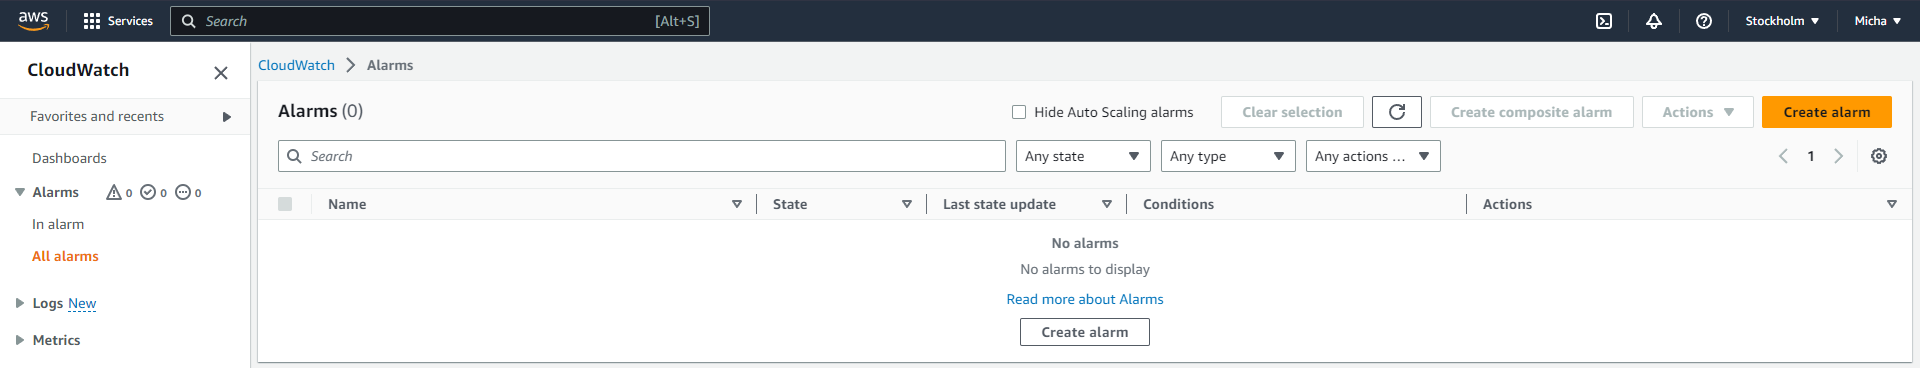 aws Services Search [Alt+S] Stockholm Micha
CloudWatch
Favorites and recents
Dashboards
Alarms 0 0 0
In alarm
All alarms
Logs New
Metrics
CloudWatch Alarms
Alarms (0) Hide Auto Scaling alarms Clear selection Create composite alarm Actions Create alarm
Search Any state Any type Any actions ... 1
Name State Last state update Conditions Actions
No alarms
No alarms to display
Read more about Alarms
Create alarm